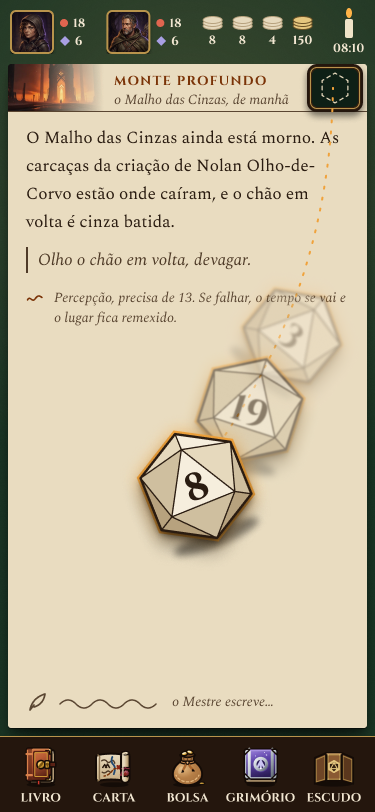 18 18
6 6
8 8 4 150
08:10
MONTE PROFUNDO
o Malho das Cinzas, de manhã
O Malho das Cinzas ainda está morno. As
carcaças da criação de Nolan Olho-de-
Corvo estão onde caíram, e o chão em
volta é cinza batida.
Olho o chão em volta, devagar.
Percepção, precisa de 13. Se falhar, o tempo se vai e
o lugar fica remexido.
3
19
8
o Mestre escreve...
LIVRO CARTA BOLSA GRIMÓRIO ESCUDO